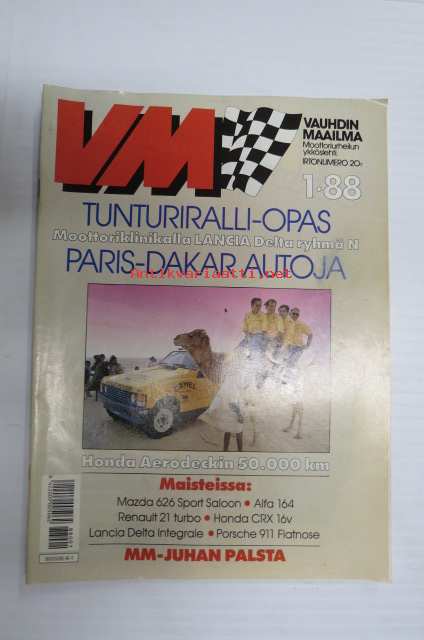 VM
VAUHDIN
MAAILMA
Moottoriurheilun
ykköslehti
IRTONUMERO 20,-
1·88
TUNTURIRALLI-OPAS
Moottoriklinikalla LANCIA Delta ryhmä N
PARIS-DAKAR AUTOJA
Antikvariaatti.net
CAMEL
Honda Aerodeckin 50.000 km
Maisteissa:
Mazda 626 Sport Saloon • Alfa 164
Renault 21 turbo • Honda CRX 16v
Lancia Delta Integrale • Porsche 911 Flatnose
MM-JUHAN PALSTA